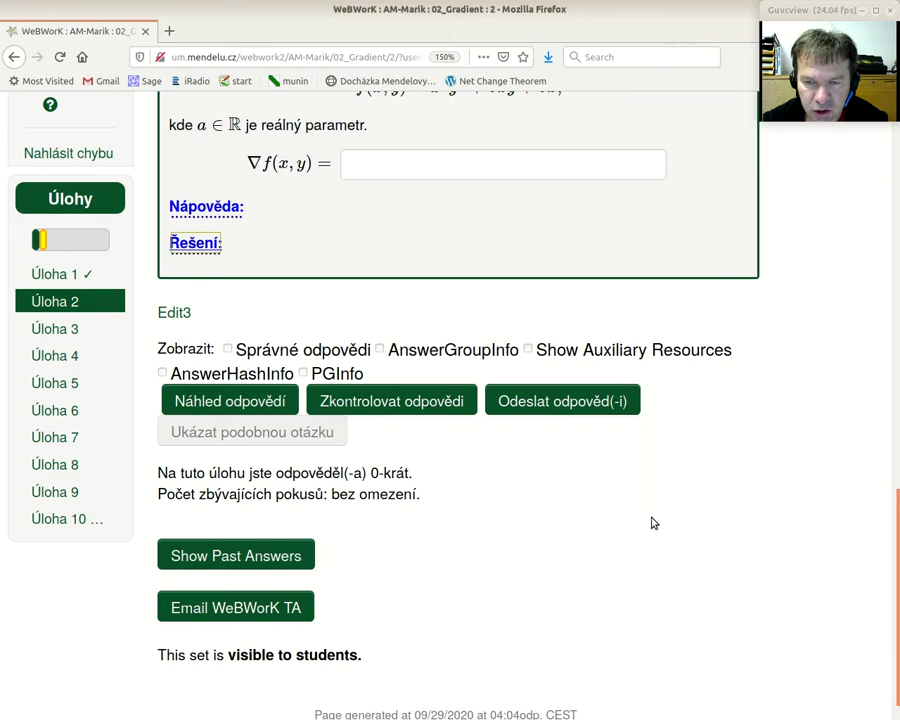 WeBWorK : AM-Marik : 02_Gradient : 2 - Mozilla Firefox
Guvcview (24.04 fps)
WeBWorK : AM-Marik : 02_G
um.mendelu.cz/webwork2/AM-Marik/02_Gradient/2/?user
150%
Search
Most Visited Gmail Sage iRadio start munin Docházka Mendelovy... Net Change Theorem
kde a ∈ ℝ je reálný parametr.
Nahlásit chybu
∇f(x, y) =
Úlohy
Nápověda:
Řešení:
Úloha 1 ✓
Úloha 2
Úloha 3
Úloha 4
Úloha 5
Úloha 6
Úloha 7
Úloha 8
Úloha 9
Úloha 10 …
Edit3
Zobrazit: Správné odpovědi AnswerGroupInfo Show Auxiliary Resources
AnswerHashInfo PGInfo
Náhled odpovědí Zkontrolovat odpovědi Odeslat odpověd(-i)
Ukázat podobnou otázku
Na tuto úlohu jste odpověděl(-a) 0-krát.
Počet zbývajících pokusů: bez omezení.
Show Past Answers
Email WeBWorK TA
This set is visible to students.
Page generated at 09/29/2020 at 04:04odp. CEST